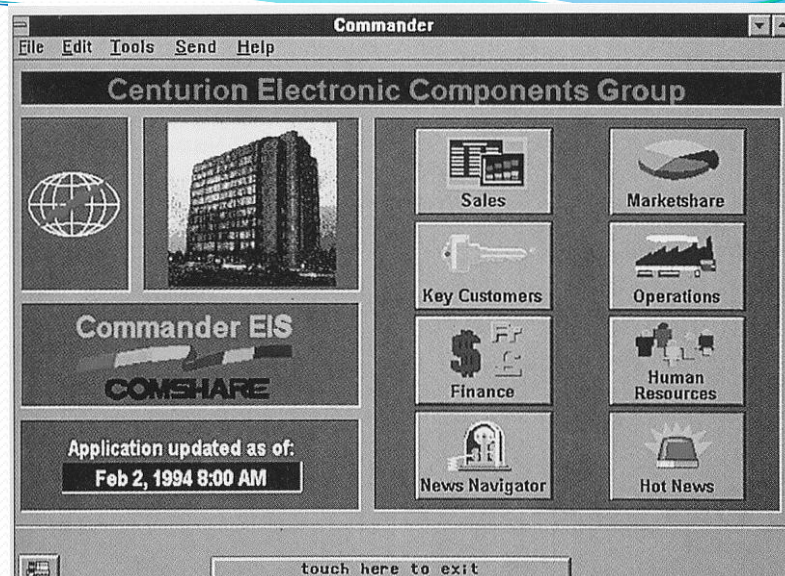 Commander
File Edit Tools Send Help
Centurion Electronic Components Group
Commander EIS
COMSHARE
Application updated as of:
Feb 2, 1994 8:00 AM
Sales
Marketshare
Key Customers
Operations
$ Fr £
Finance
Human
Resources
News Navigator
Hot News
touch here to exit